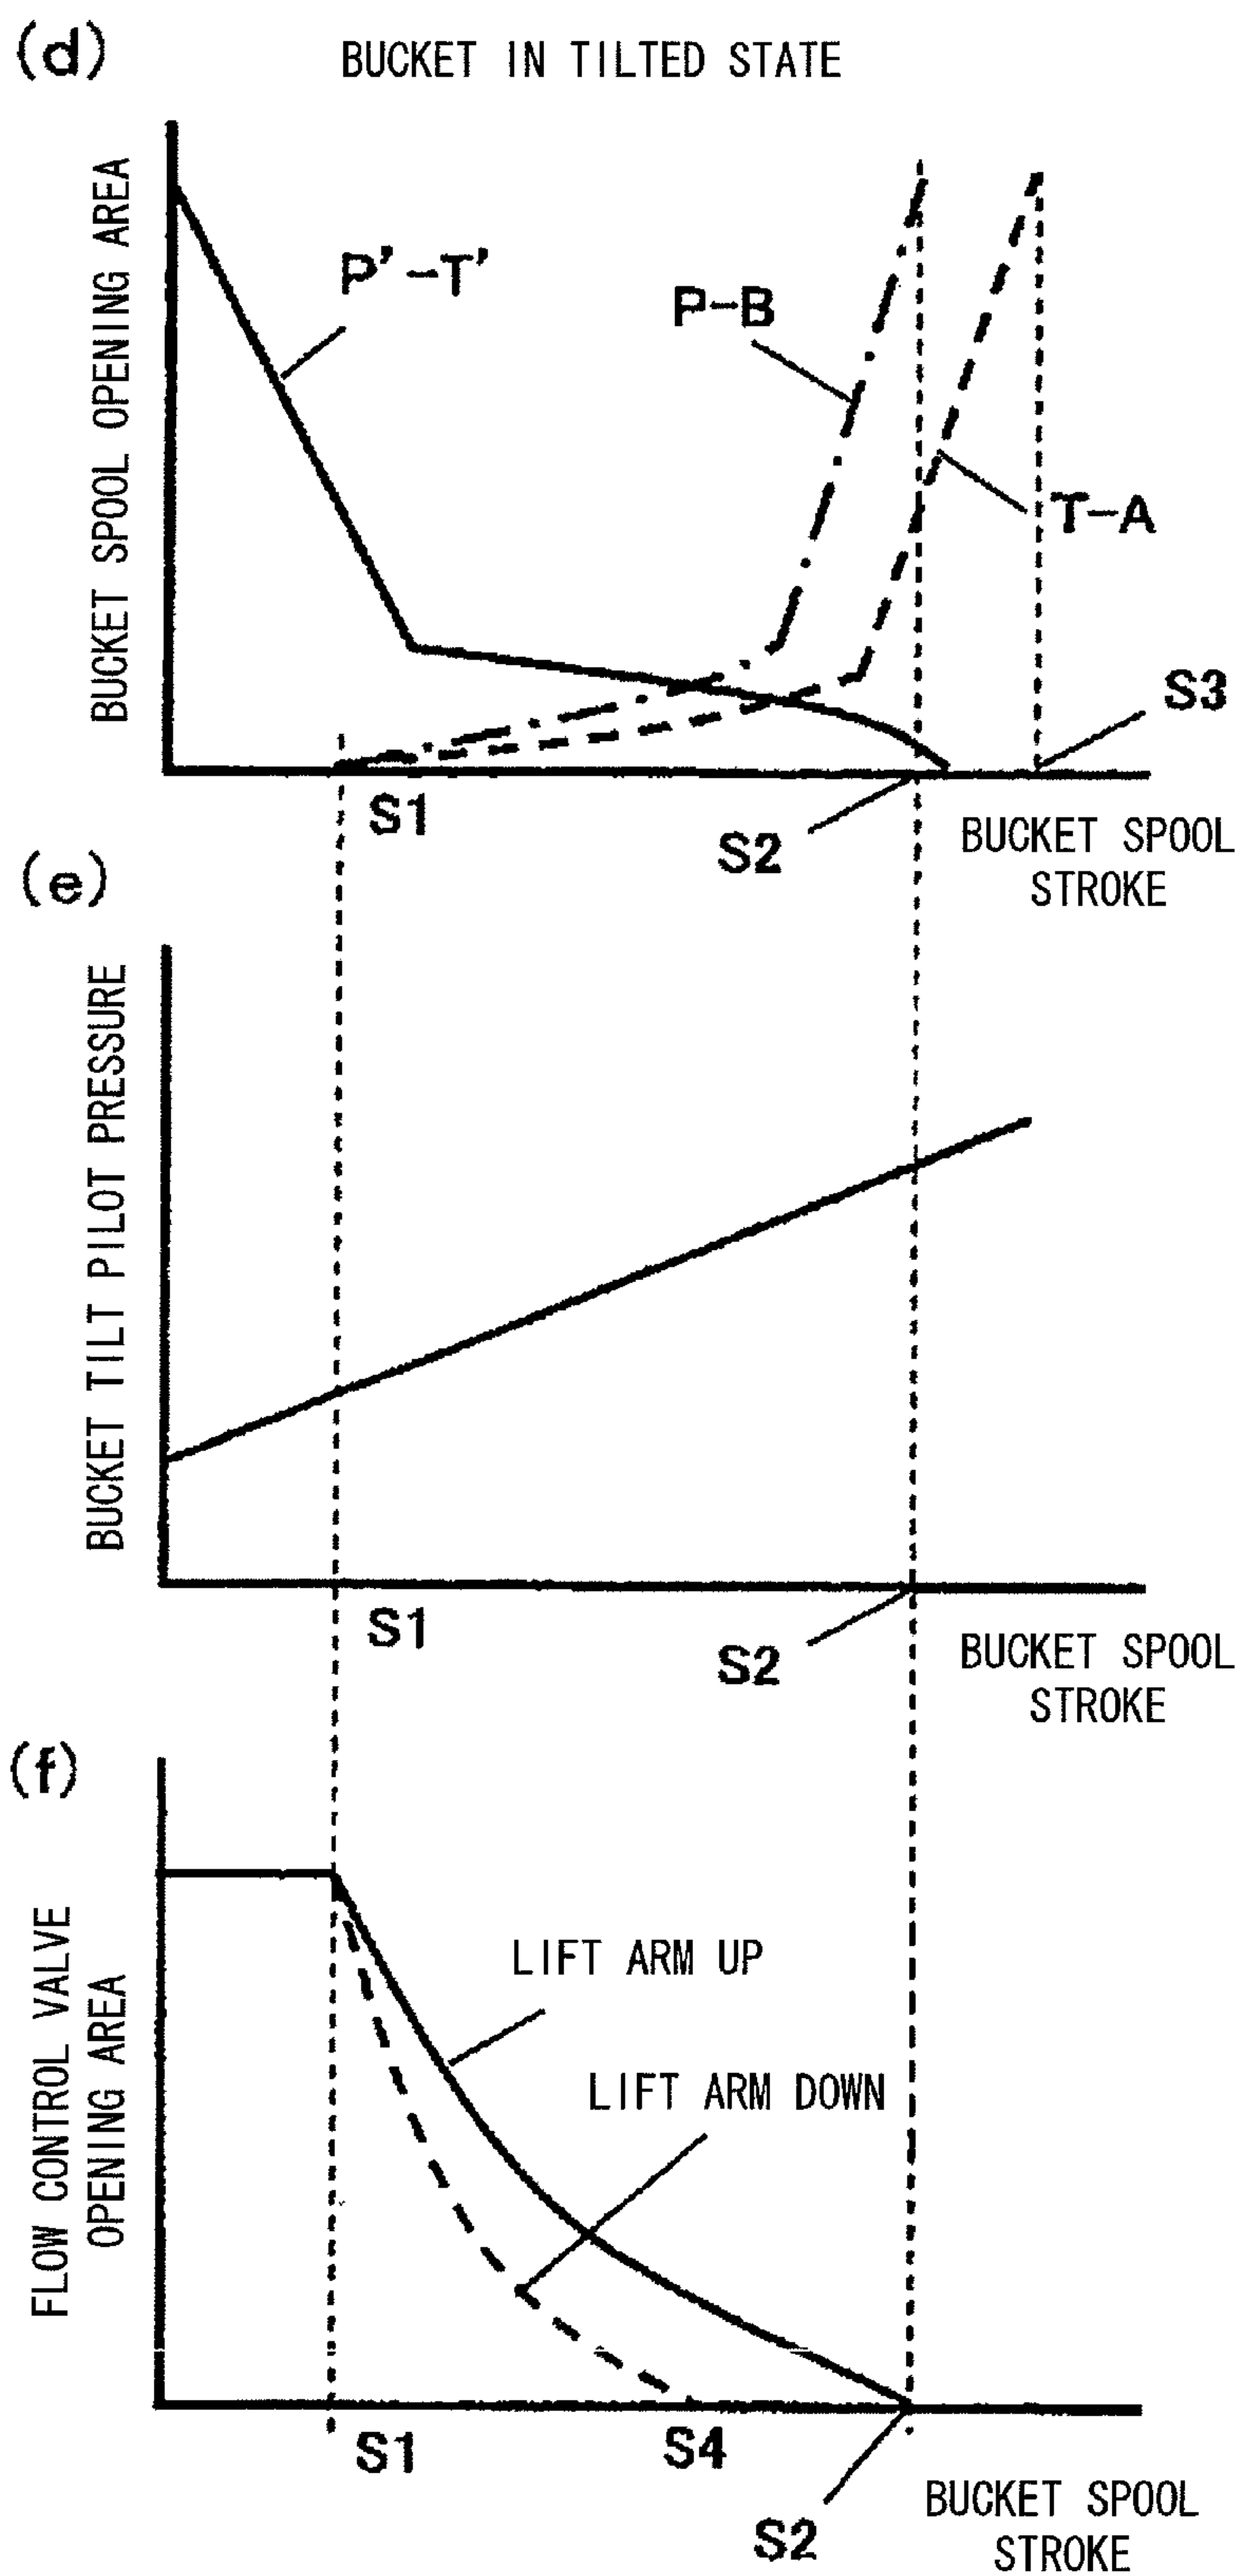 (d)
BUCKET IN TILTED STATE
BUCKET SPOOL OPENING AREA
P'-T'
P-B
T-A
S3
S1
S2
BUCKET SPOOL
STROKE
(e)
BUCKET TILT PILOT PRESSURE
S1
S2
BUCKET SPOOL
STROKE
(f)
FLOW CONTROL VALVE
OPENING AREA
LIFT ARM UP
LIFT ARM DOWN
S1
S4
S2
BUCKET SPOOL
STROKE